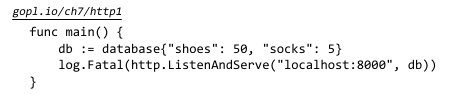 gopl.io/ch7/http1
func main() {
    db := database{"shoes": 50, "socks": 5}
    log.Fatal(http.ListenAndServe("localhost:8000", db))
}